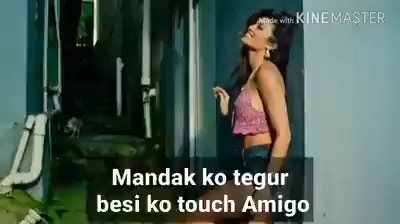 Made with KINEMASTER
Mandak ko tegur
besi ko touch Amigo